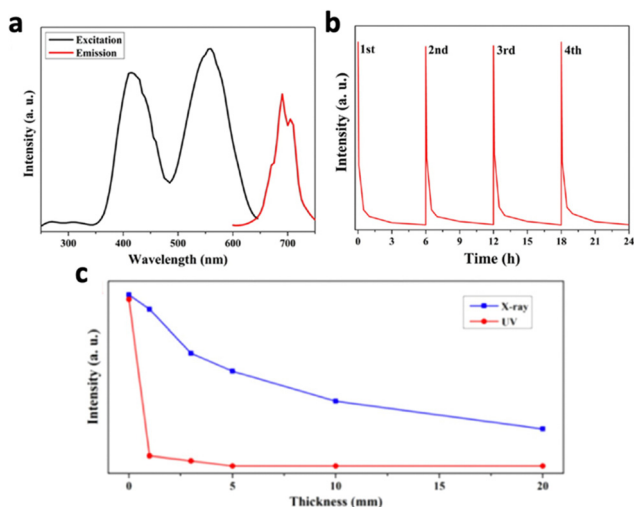 a
Excitation
Emission
Intensity (a. u.)
300 400 500 600 700
Wavelength (nm)
b
1st 2nd 3rd 4th
Intensity (a. u.)
0 3 6 9 12 15 18 21 24
Time (h)
c
X-ray
UV
Intensity (a. u.)
0 5 10 15 20
Thickness (mm)